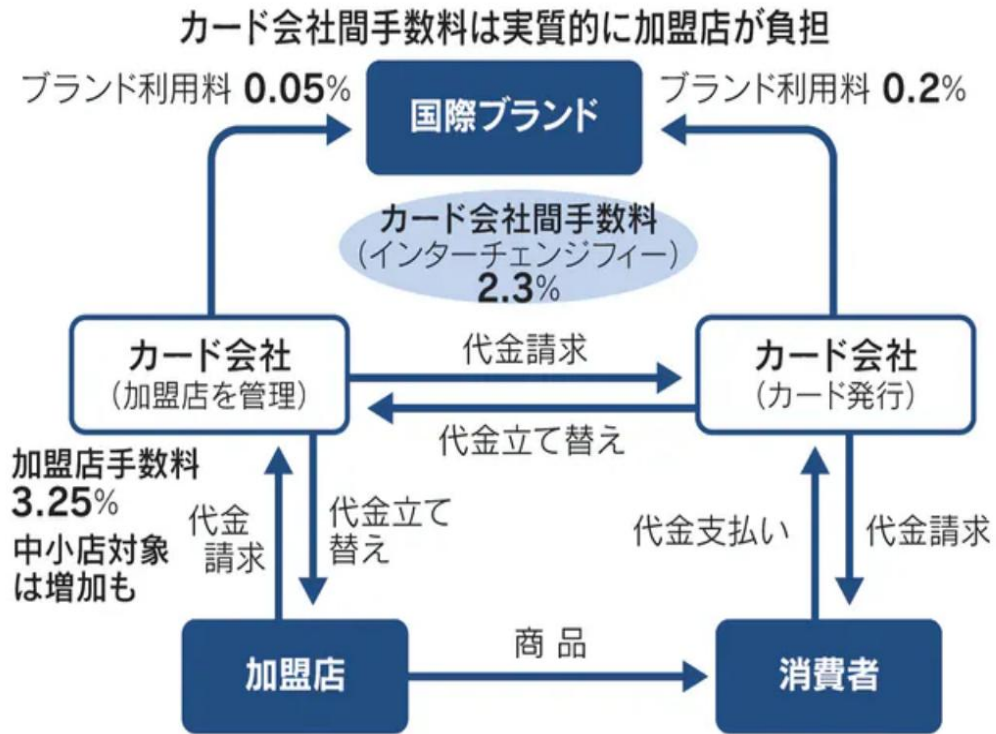 カード会社間手数料は実質的に加盟店が負担
ブランド利用料 0.05%
国際ブランド
ブランド利用料 0.2%
カード会社間手数料
(インターチェンジフィー)
2.3%
カード会社
(加盟店を管理)
代金請求
カード会社
(カード発行)
代金立て替え
加盟店手数料
3.25%
中小店対象
は増加も
代金
請求
代金立て
替え
代金支払い
代金請求
加盟店
商品
消費者